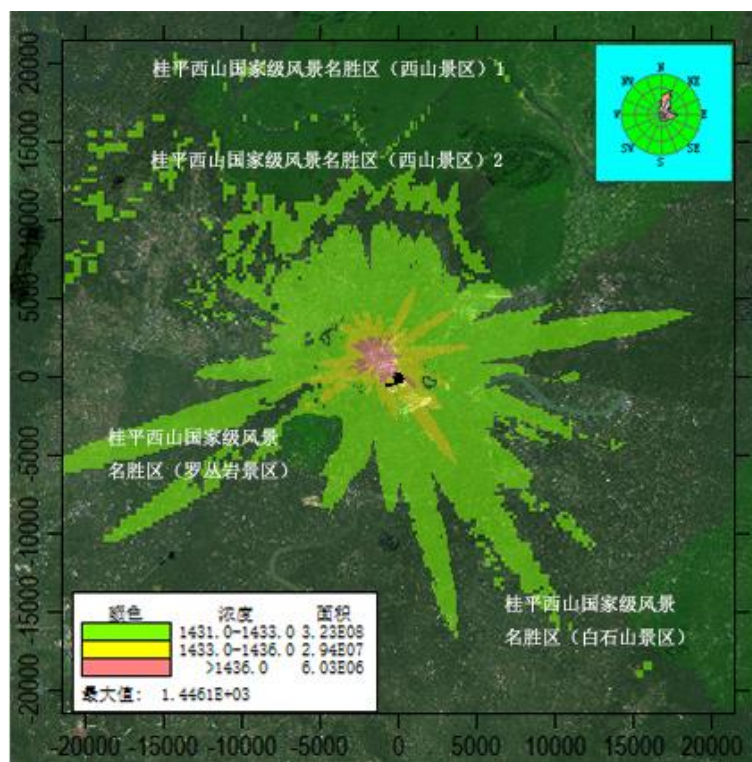 桂平西山国家级风景名胜区（西山景区）1
N
NW
NE
W
E
SW
SE
S
桂平西山国家级风景名胜区（西山景区）2
20000
15000
10000
5000
0
-5000
-10000
-15000
-20000
桂平西山国家级风景
名胜区（罗丛岩景区）
桂平西山国家级风景
名胜区（白石山景区）
颜色 浓度 面积
1431.0-1433.0 3.23E08
1433.0-1436.0 2.94E07
>1436.0 6.03E06
最大值: 1.4461E+03
-20000 -15000 -10000 -5000 0 5000 10000 15000 20000